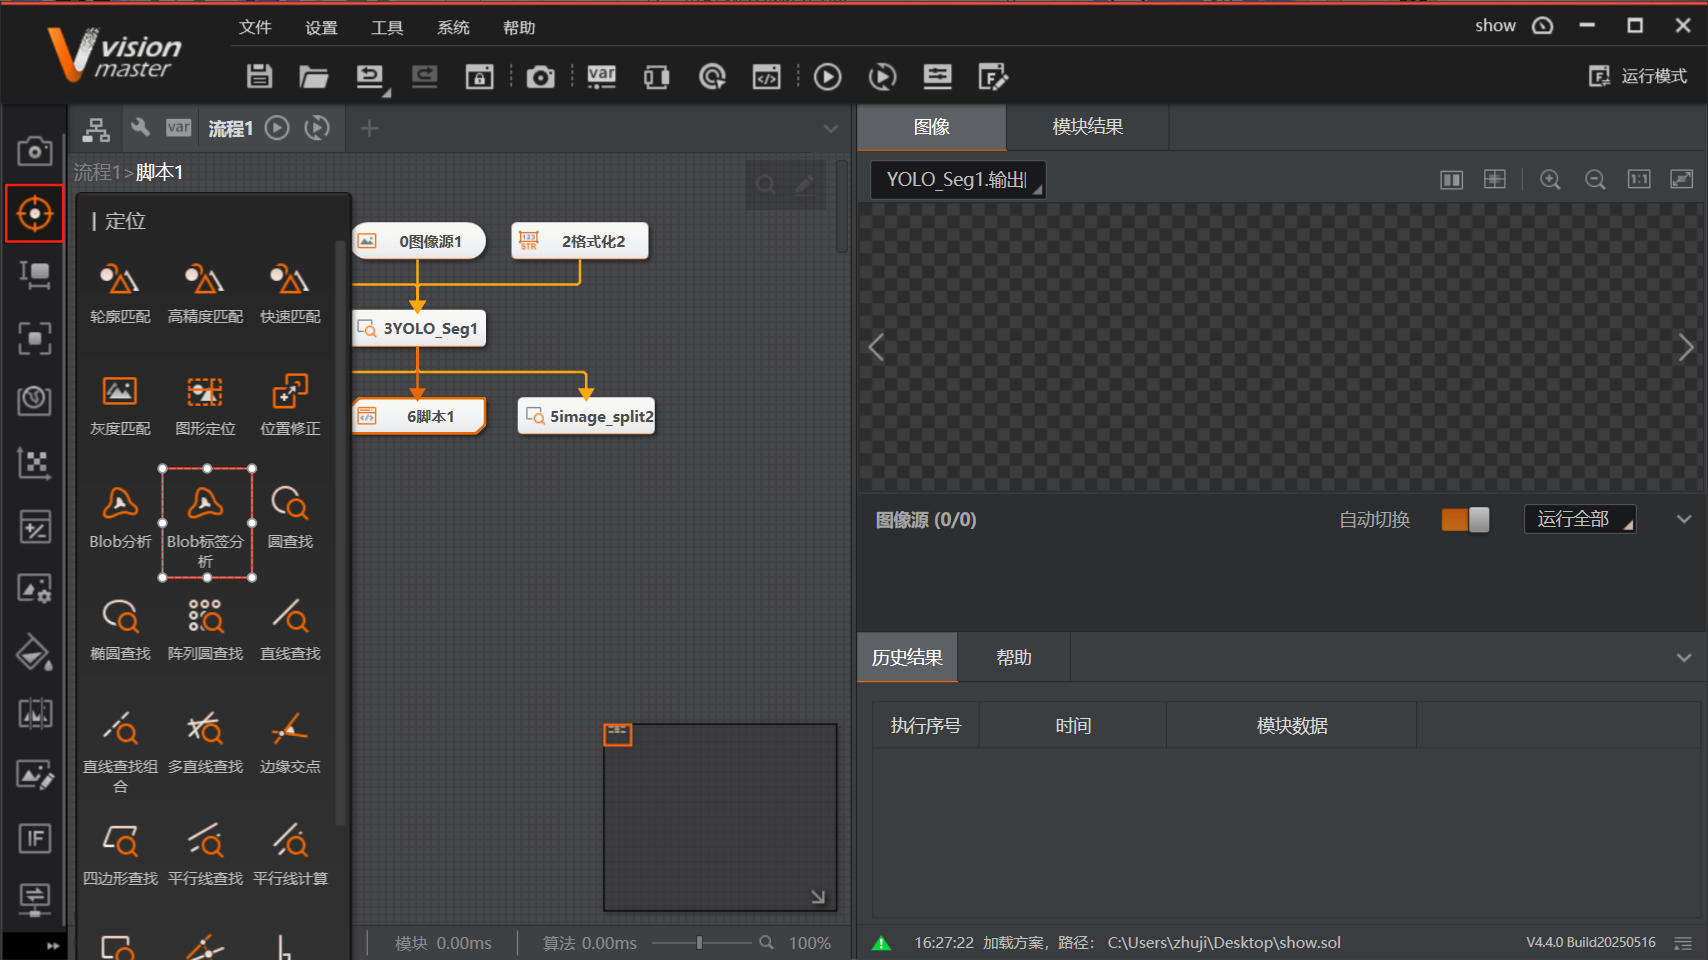 vision
master
文件 设置 工具 系统 帮助
show
var
运行模式
var 流程1
流程1>脚本1
定位
轮廓匹配 高精度匹配 快速匹配
灰度匹配 图形定位 位置修正
Blob分析 Blob标签分析 圆查找
椭圆查找 阵列圆查找 直线查找
直线查找组合 多直线查找 边缘交点
四边形查找 平行线查找 平行线计算
IF
0图像源1
123
STR
2格式化2
3YOLO_Seg1
6脚本1
5image_split2
模块 0.00ms
算法 0.00ms
100%
图像 模块结果
YOLO_Seg1.输出
1:1
图像源 (0/0)
自动切换
运行全部
历史结果 帮助
执行序号 时间 模块数据
16:27:22 加载方案，路径： C:\Users\zhuji\Desktop\show.sol
V4.4.0 Build20250516